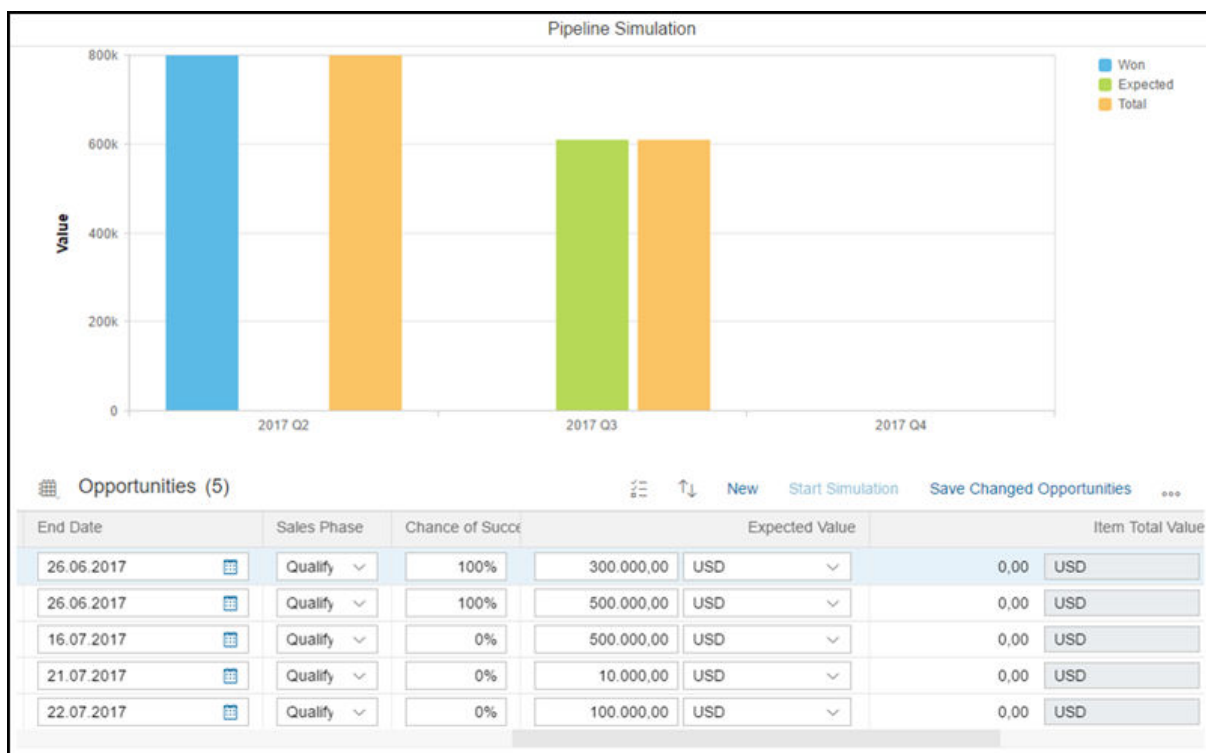 Pipeline Simulation
800k
600k
400k
200k
0
Value
Won
Expected
Total
2017 Q2 2017 Q3 2017 Q4
Opportunities (5) New Start Simulation Save Changed Opportunities
End Date Sales Phase Chance of Succe Expected Value Item Total Value
26.06.2017 Qualify 100% 300.000,00 USD 0,00 USD
26.06.2017 Qualify 100% 500.000,00 USD 0,00 USD
16.07.2017 Qualify 0% 500.000,00 USD 0,00 USD
21.07.2017 Qualify 0% 10.000,00 USD 0,00 USD
22.07.2017 Qualify 0% 100.000,00 USD 0,00 USD